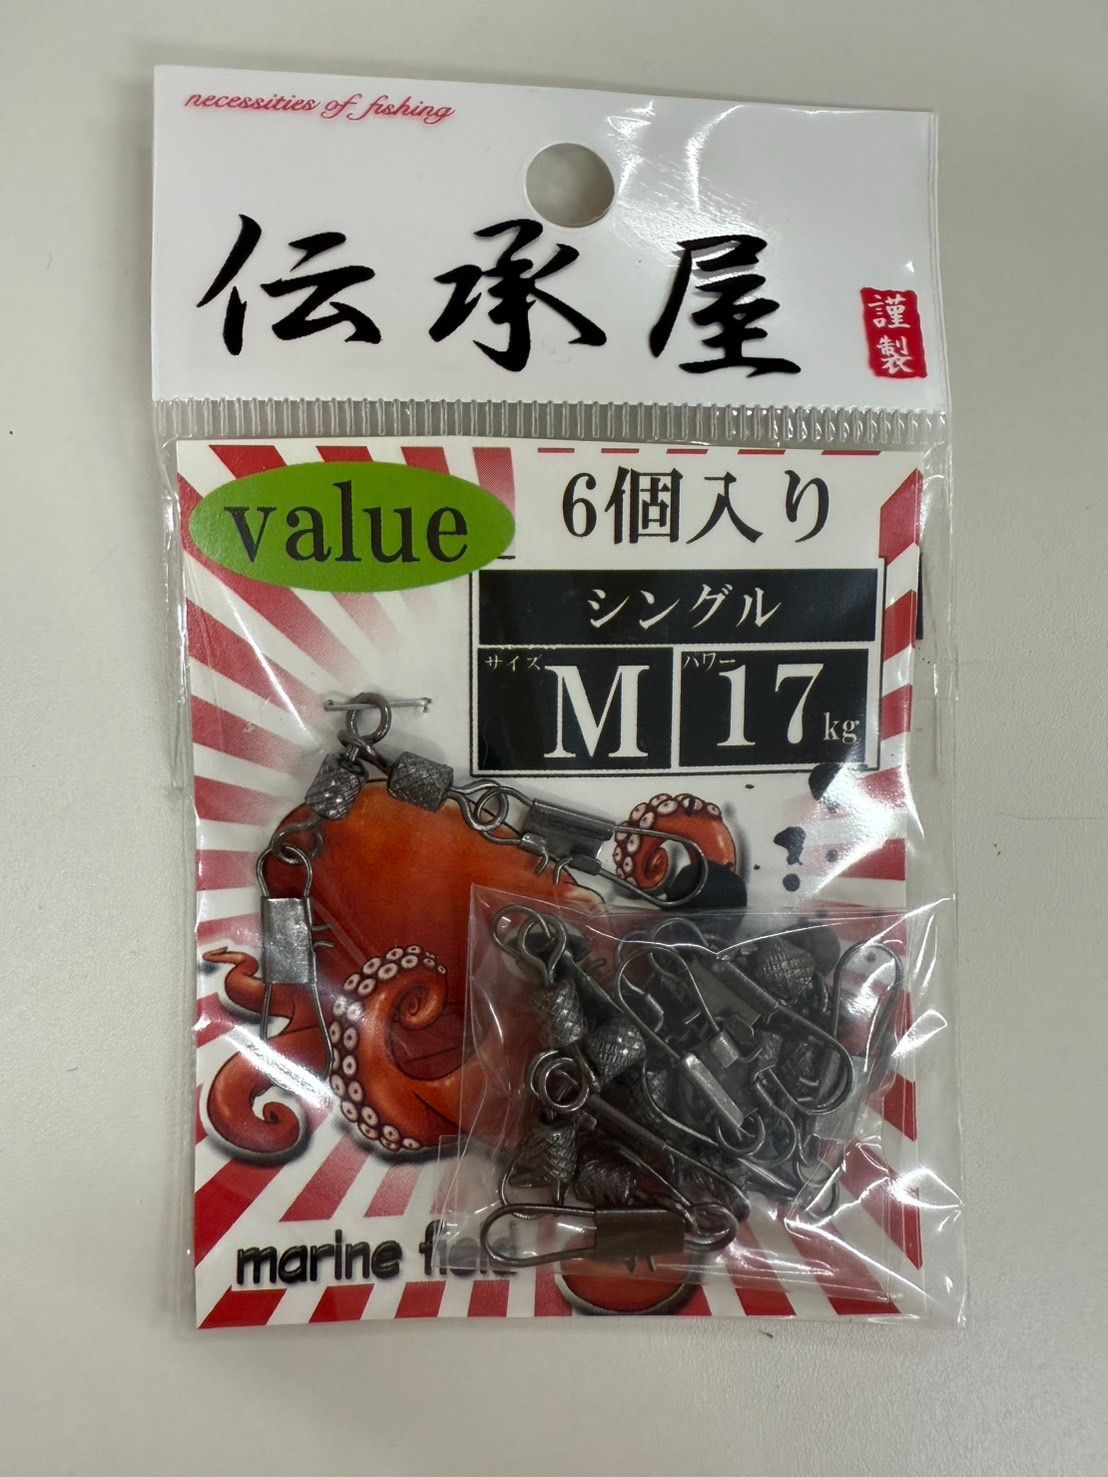 necessities of fishing
伝承屋
謹製
value
6個入り
シングル
サイズ M
パワー 17kg
marine field